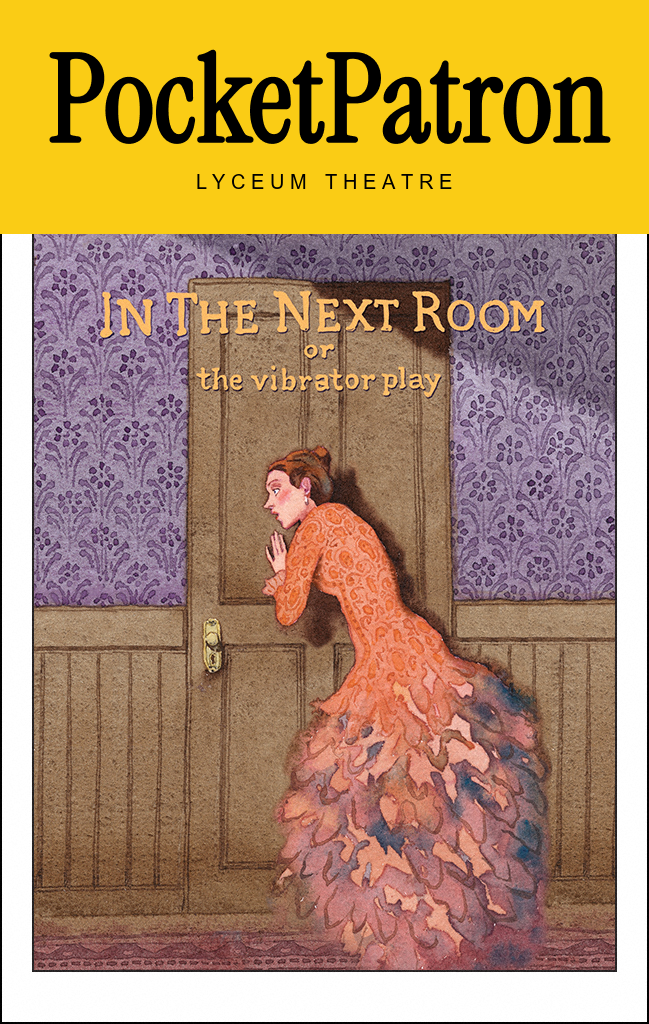 PocketPatron
LYCEUM THEATRE
IN THE NEXT ROOM
or
the vibrator play